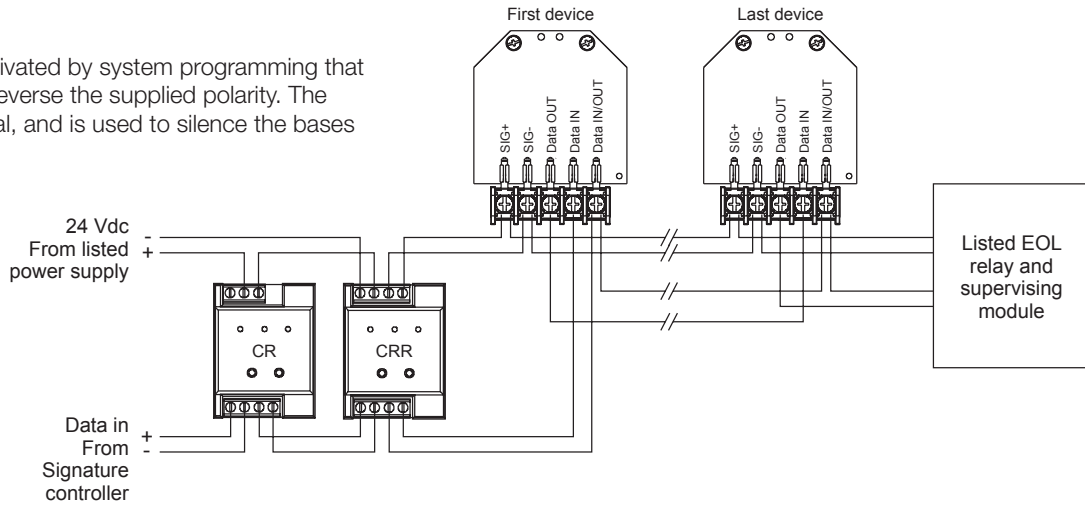 First device
Last device
ivated by system programming that
everse the supplied polarity. The
al, and is used to silence the bases
SIG+
SIG-
Data OUT
Data IN
Data IN/OUT
SIG+
SIG-
Data OUT
Data IN
Data IN/OUT
24 Vdc -
From listed +
power supply
Listed EOL
relay and
supervising
module
CR
CRR
Data in +
From -
Signature
controller